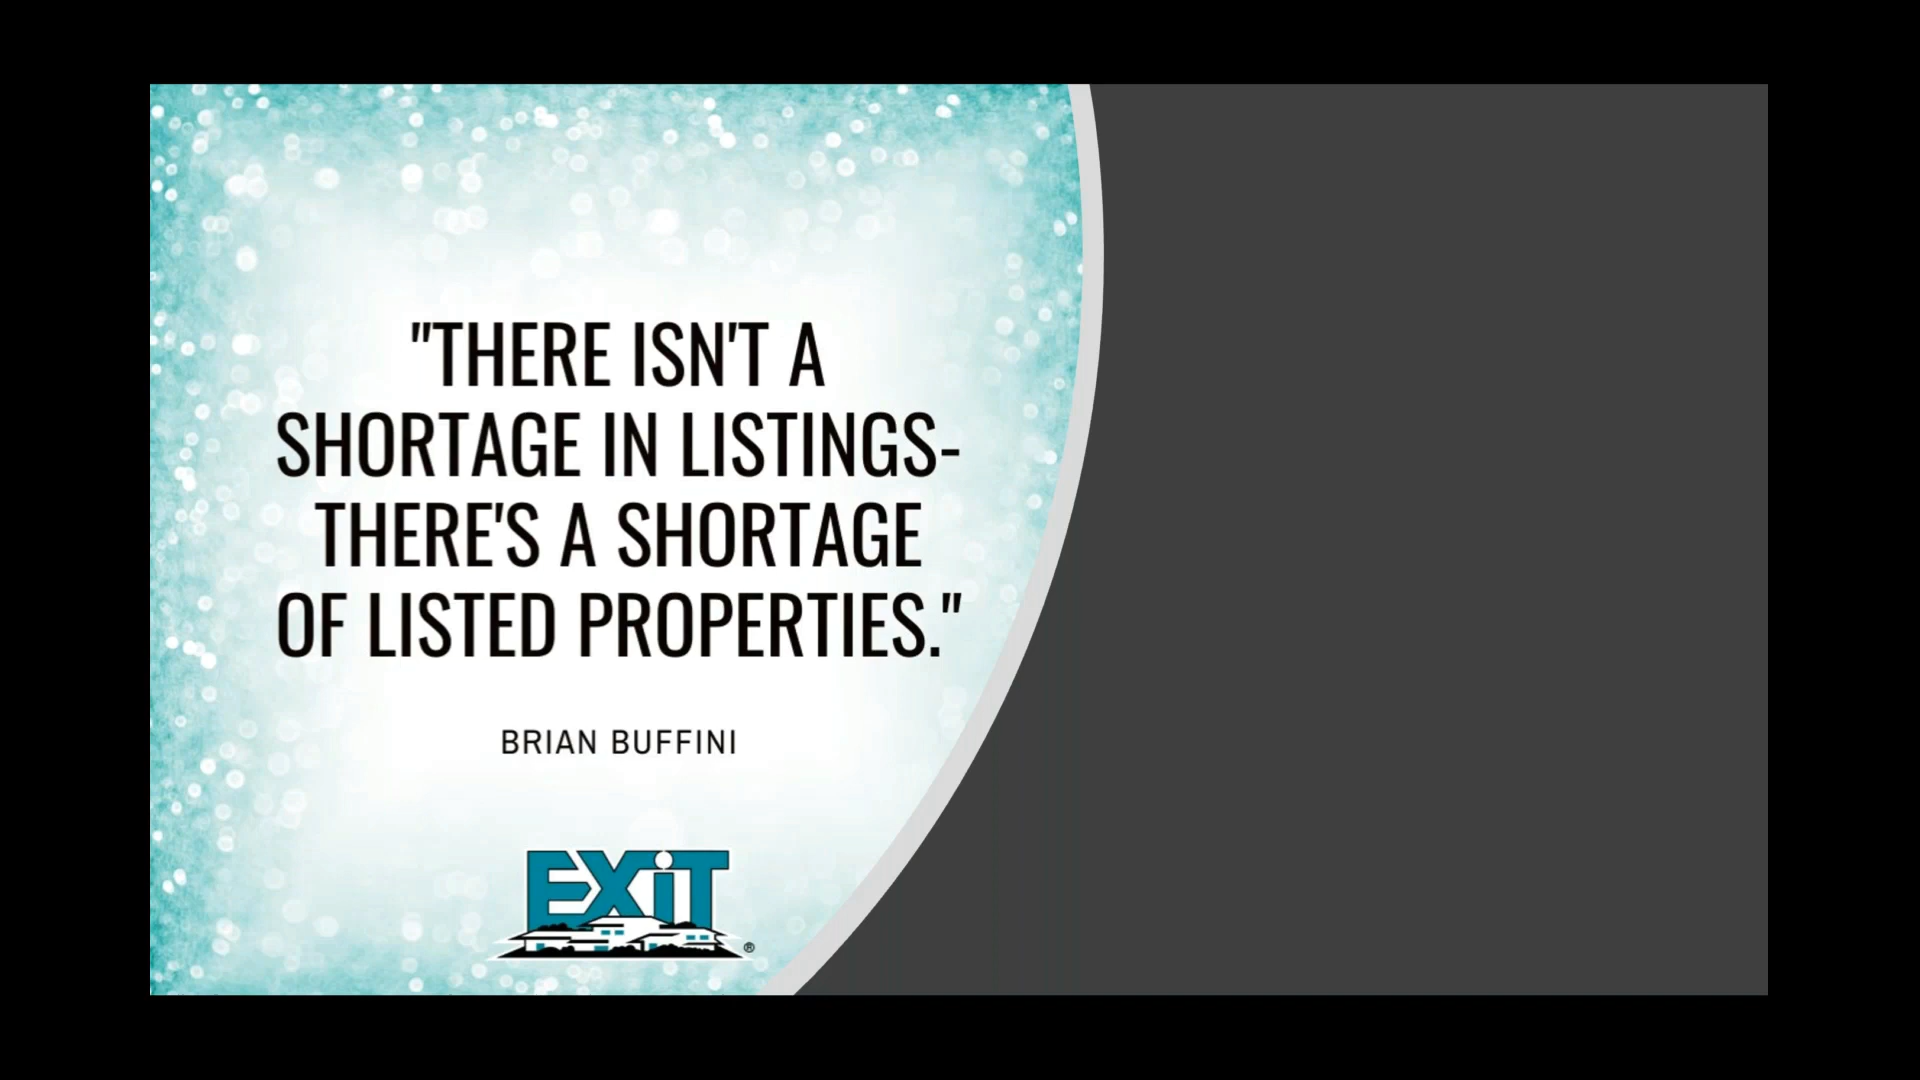 "THERE ISN'T A
SHORTAGE IN LISTINGS-
THERE'S A SHORTAGE
OF LISTED PROPERTIES."
BRIAN BUFFINI
EXiT
®